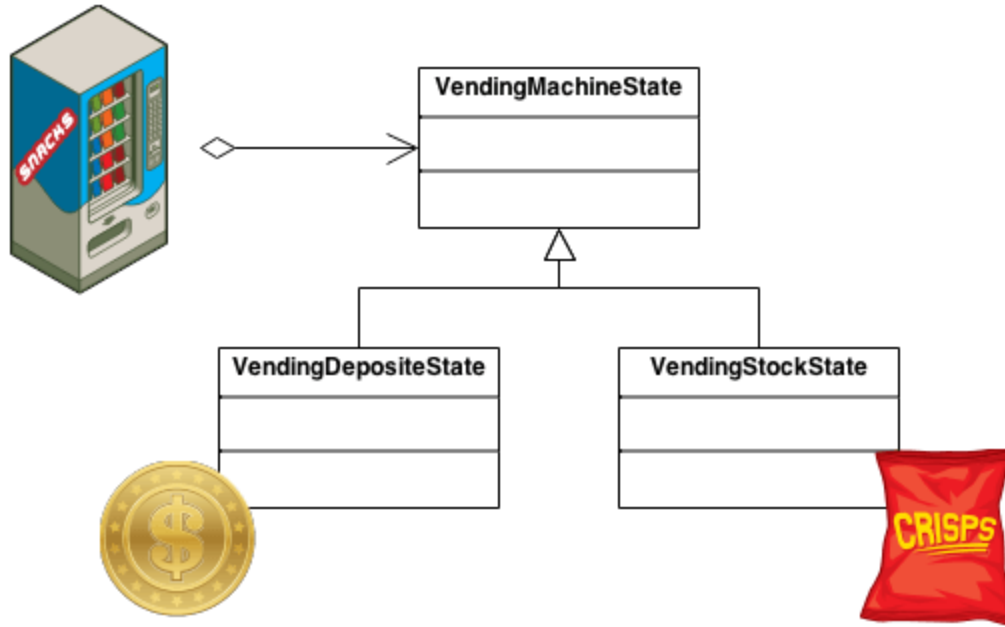 SNACKS
VendingMachineState
VendingDepositeState
VendingStockState
$
CRISPS